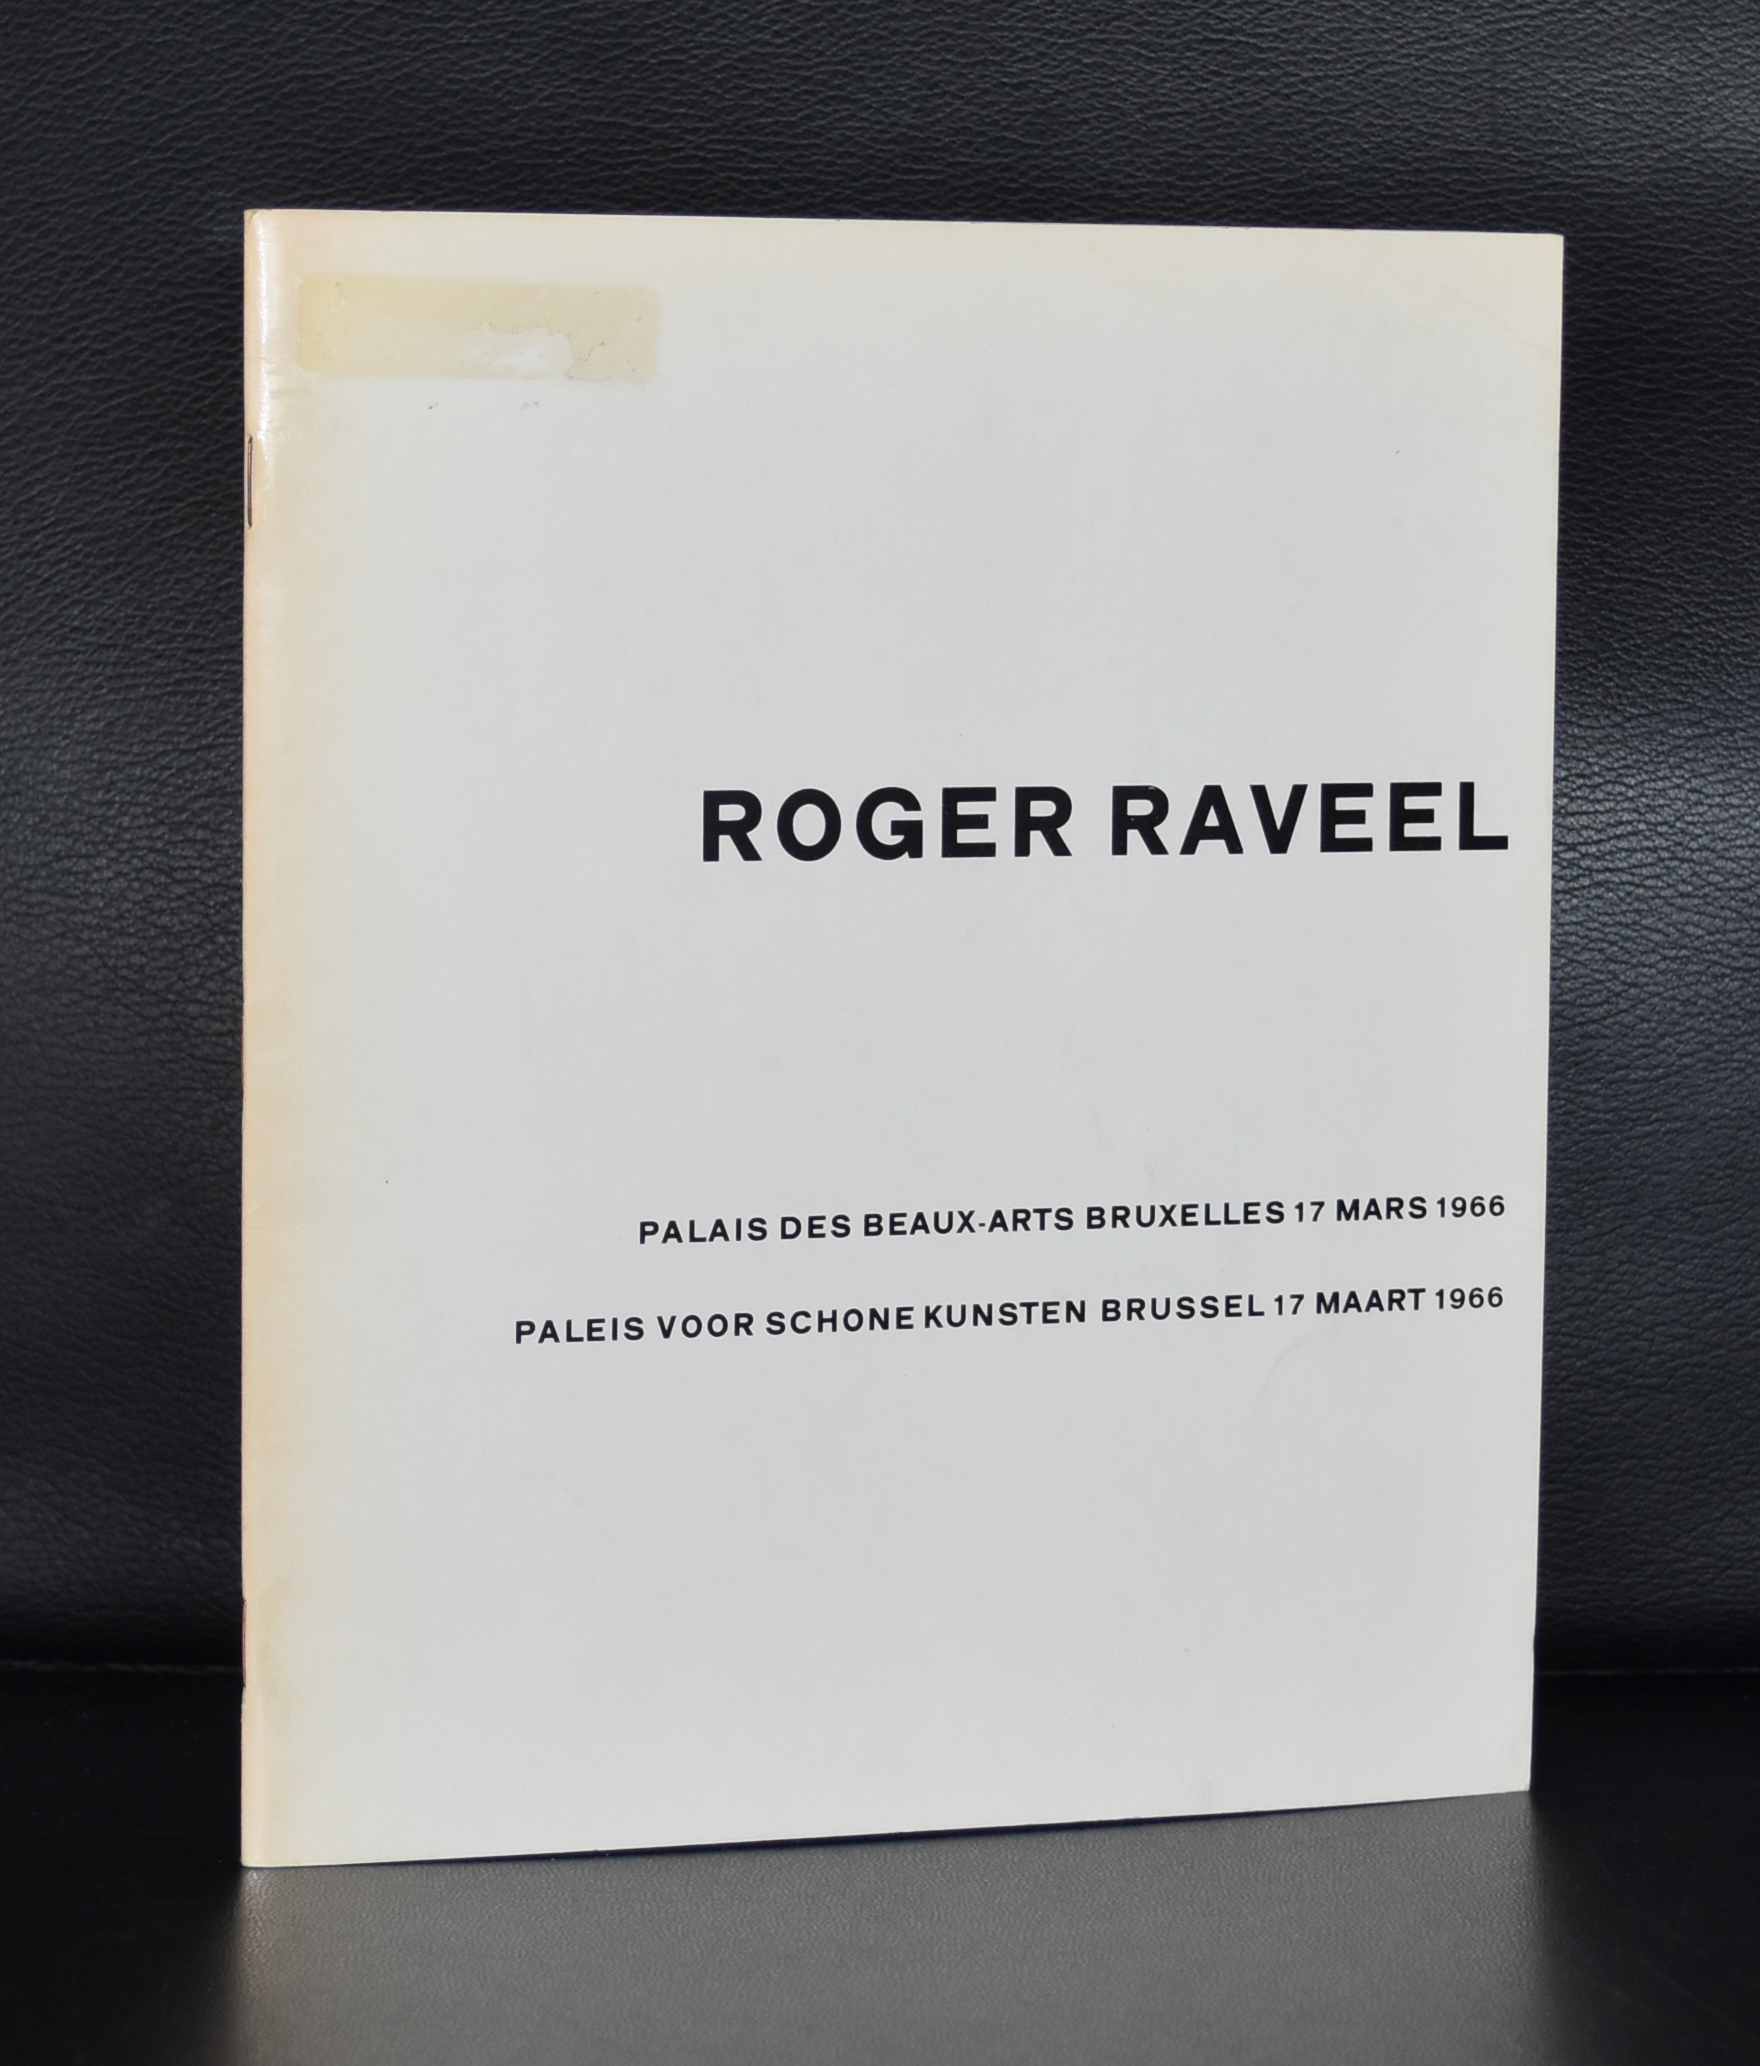 ROGER RAVEEL
PALAIS DES BEAUX-ARTS BRUXELLES 17 MARS 1966
PALEIS VOOR SCHONE KUNSTEN BRUSSEL 17 MAART 1966